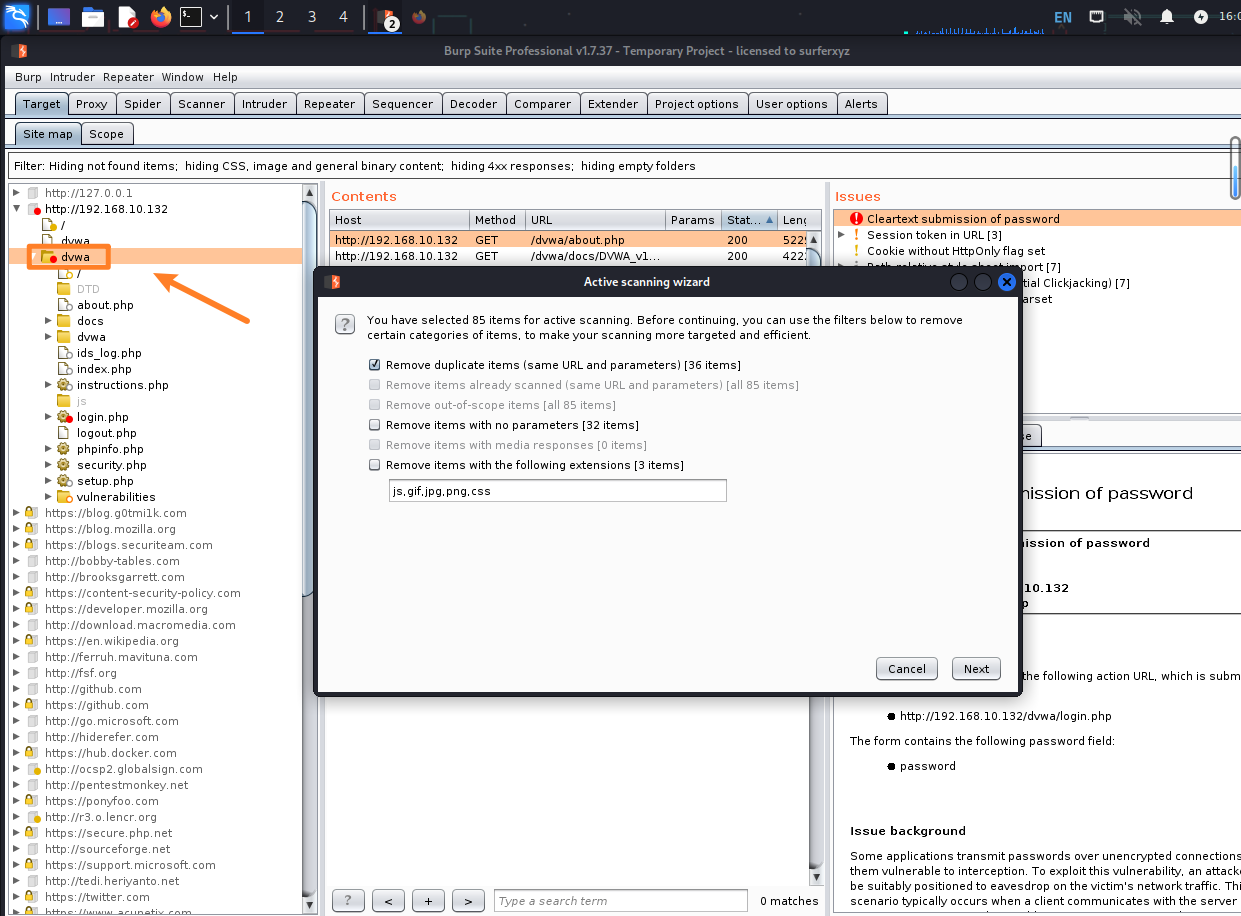 1 2 3 4 2 EN 16:0
Burp Suite Professional v1.7.37 - Temporary Project - licensed to surferxyz
Burp Intruder Repeater Window Help
Target Proxy Spider Scanner Intruder Repeater Sequencer Decoder Comparer Extender Project options User options Alerts
Site map Scope
Filter: Hiding not found items; hiding CSS, image and general binary content; hiding 4xx responses; hiding empty folders
http://127.0.0.1
http://192.168.10.132
/
dvwa
dvwa
/
DTD
about.php
docs
dvwa
ids_log.php
index.php
instructions.php
js
login.php
logout.php
phpinfo.php
security.php
setup.php
vulnerabilities
https://blog.g0tmi1k.com
https://blog.mozilla.org
https://blogs.securiteam.com
http://bobby-tables.com
http://brooksgarrett.com
https://content-security-policy.com
https://developer.mozilla.org
http://download.macromedia.com
https://en.wikipedia.org
http://ferruh.mavituna.com
http://fsf.org
http://github.com
https://github.com
http://go.microsoft.com
http://hiderefer.com
https://hub.docker.com
http://ocsp2.globalsign.com
http://pentestmonkey.net
https://ponyfoo.com
http://r3.o.lencr.org
https://secure.php.net
http://sourceforge.net
https://support.microsoft.com
http://tedi.heriyanto.net
https://twitter.com
https://www.acunetix.com
Contents
Host Method URL Params Stat... Leng
http://192.168.10.132 GET /dvwa/about.php 200 5229
http://192.168.10.132 GET /dvwa/docs/DVWA_v1... 200 422
Issues
Cleartext submission of password
Session token in URL [3]
Cookie without HttpOnly flag set
Path-relative style sheet import [7]
tial Clickjacking) [7]
arset
Active scanning wizard
You have selected 85 items for active scanning. Before continuing, you can use the filters below to remove
certain categories of items, to make your scanning more targeted and efficient.
Remove duplicate items (same URL and parameters) [36 items]
Remove items already scanned (same URL and parameters) [all 85 items]
Remove out-of-scope items [all 85 items]
Remove items with no parameters [32 items]
Remove items with media responses [0 items]
Remove items with the following extensions [3 items]
js,gif,jpg,png,css
Cancel Next
se
ission of password
ission of password
10.132
p
the following action URL, which is subm
http://192.168.10.132/dvwa/login.php
The form contains the following password field:
password
Issue background
Some applications transmit passwords over unencrypted connections
them vulnerable to interception. To exploit this vulnerability, an attacke
be suitably positioned to eavesdrop on the victim's network traffic. Thi
scenario typically occurs when a client communicates with the server
? < + > Type a search term 0 matches